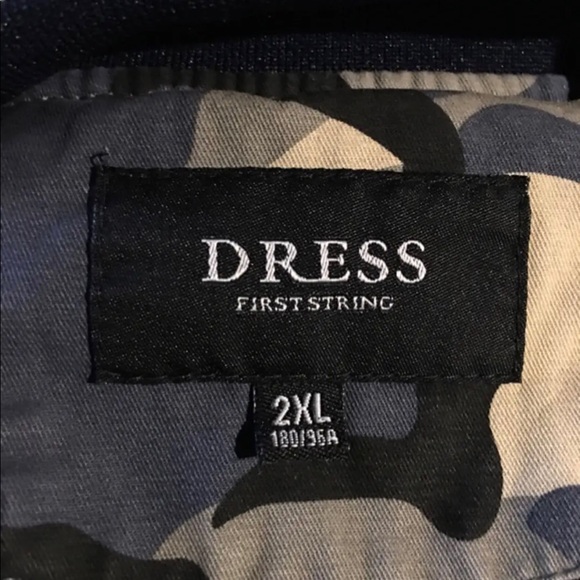 DRESS
FIRST STRING
2XL
180/96A